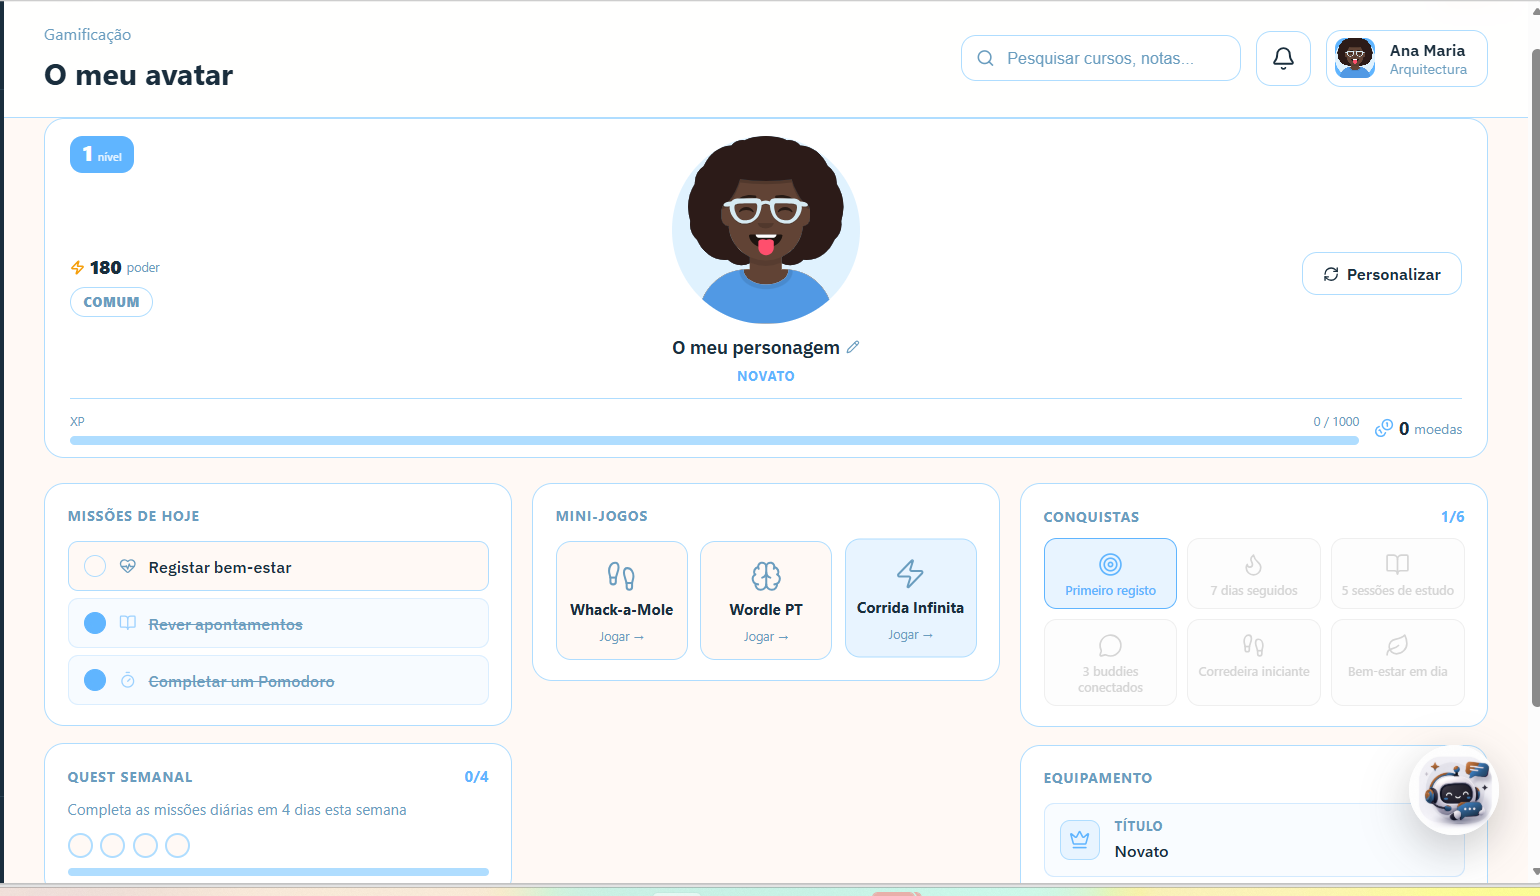 Gamificação
O meu avatar
Pesquisar cursos, notas...
Ana Maria
Arquitectura
1 nível
180 poder
COMUM
Personalizar
O meu personagem
NOVATO
XP
0 / 1000
0 moedas
MISSÕES DE HOJE
Registar bem-estar
Rever apontamentos
Completar um Pomodoro
QUEST SEMANAL
0/4
Completa as missões diárias em 4 dias esta semana
MINI-JOGOS
Whack-a-Mole
Jogar →
Wordle PT
Jogar →
Corrida Infinita
Jogar →
CONQUISTAS
1/6
Primeiro registo
7 dias seguidos
5 sessões de estudo
3 buddies
conectados
Corredeira iniciante
Bem-estar em dia
EQUIPAMENTO
TÍTULO
Novato